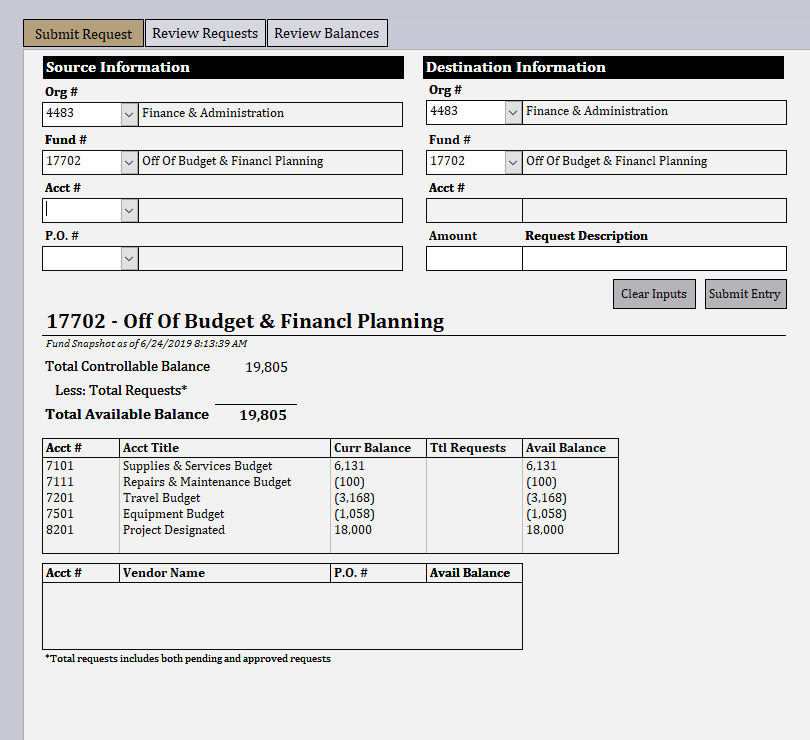 Submit Request Review Requests Review Balances
Source Information
Destination Information
Org #
Org #
4483 Finance & Administration
4483 Finance & Administration
Fund #
Fund #
17702 Off Of Budget & Financl Planning
17702 Off Of Budget & Financl Planning
Acct #
Acct #
P.O. #
Amount Request Description
Clear Inputs Submit Entry
17702 - Off Of Budget & Financl Planning
Fund Snapshot as of 6/24/2019 8:13:39 AM
Total Controllable Balance 19,805
Less: Total Requests*
Total Available Balance 19,805
Acct # Acct Title Curr Balance Ttl Requests Avail Balance
7101 Supplies & Services Budget 6,131 6,131
7111 Repairs & Maintenance Budget (100) (100)
7201 Travel Budget (3,168) (3,168)
7501 Equipment Budget (1,058) (1,058)
8201 Project Designated 18,000 18,000
Acct # Vendor Name P.O. # Avail Balance
*Total requests includes both pending and approved requests